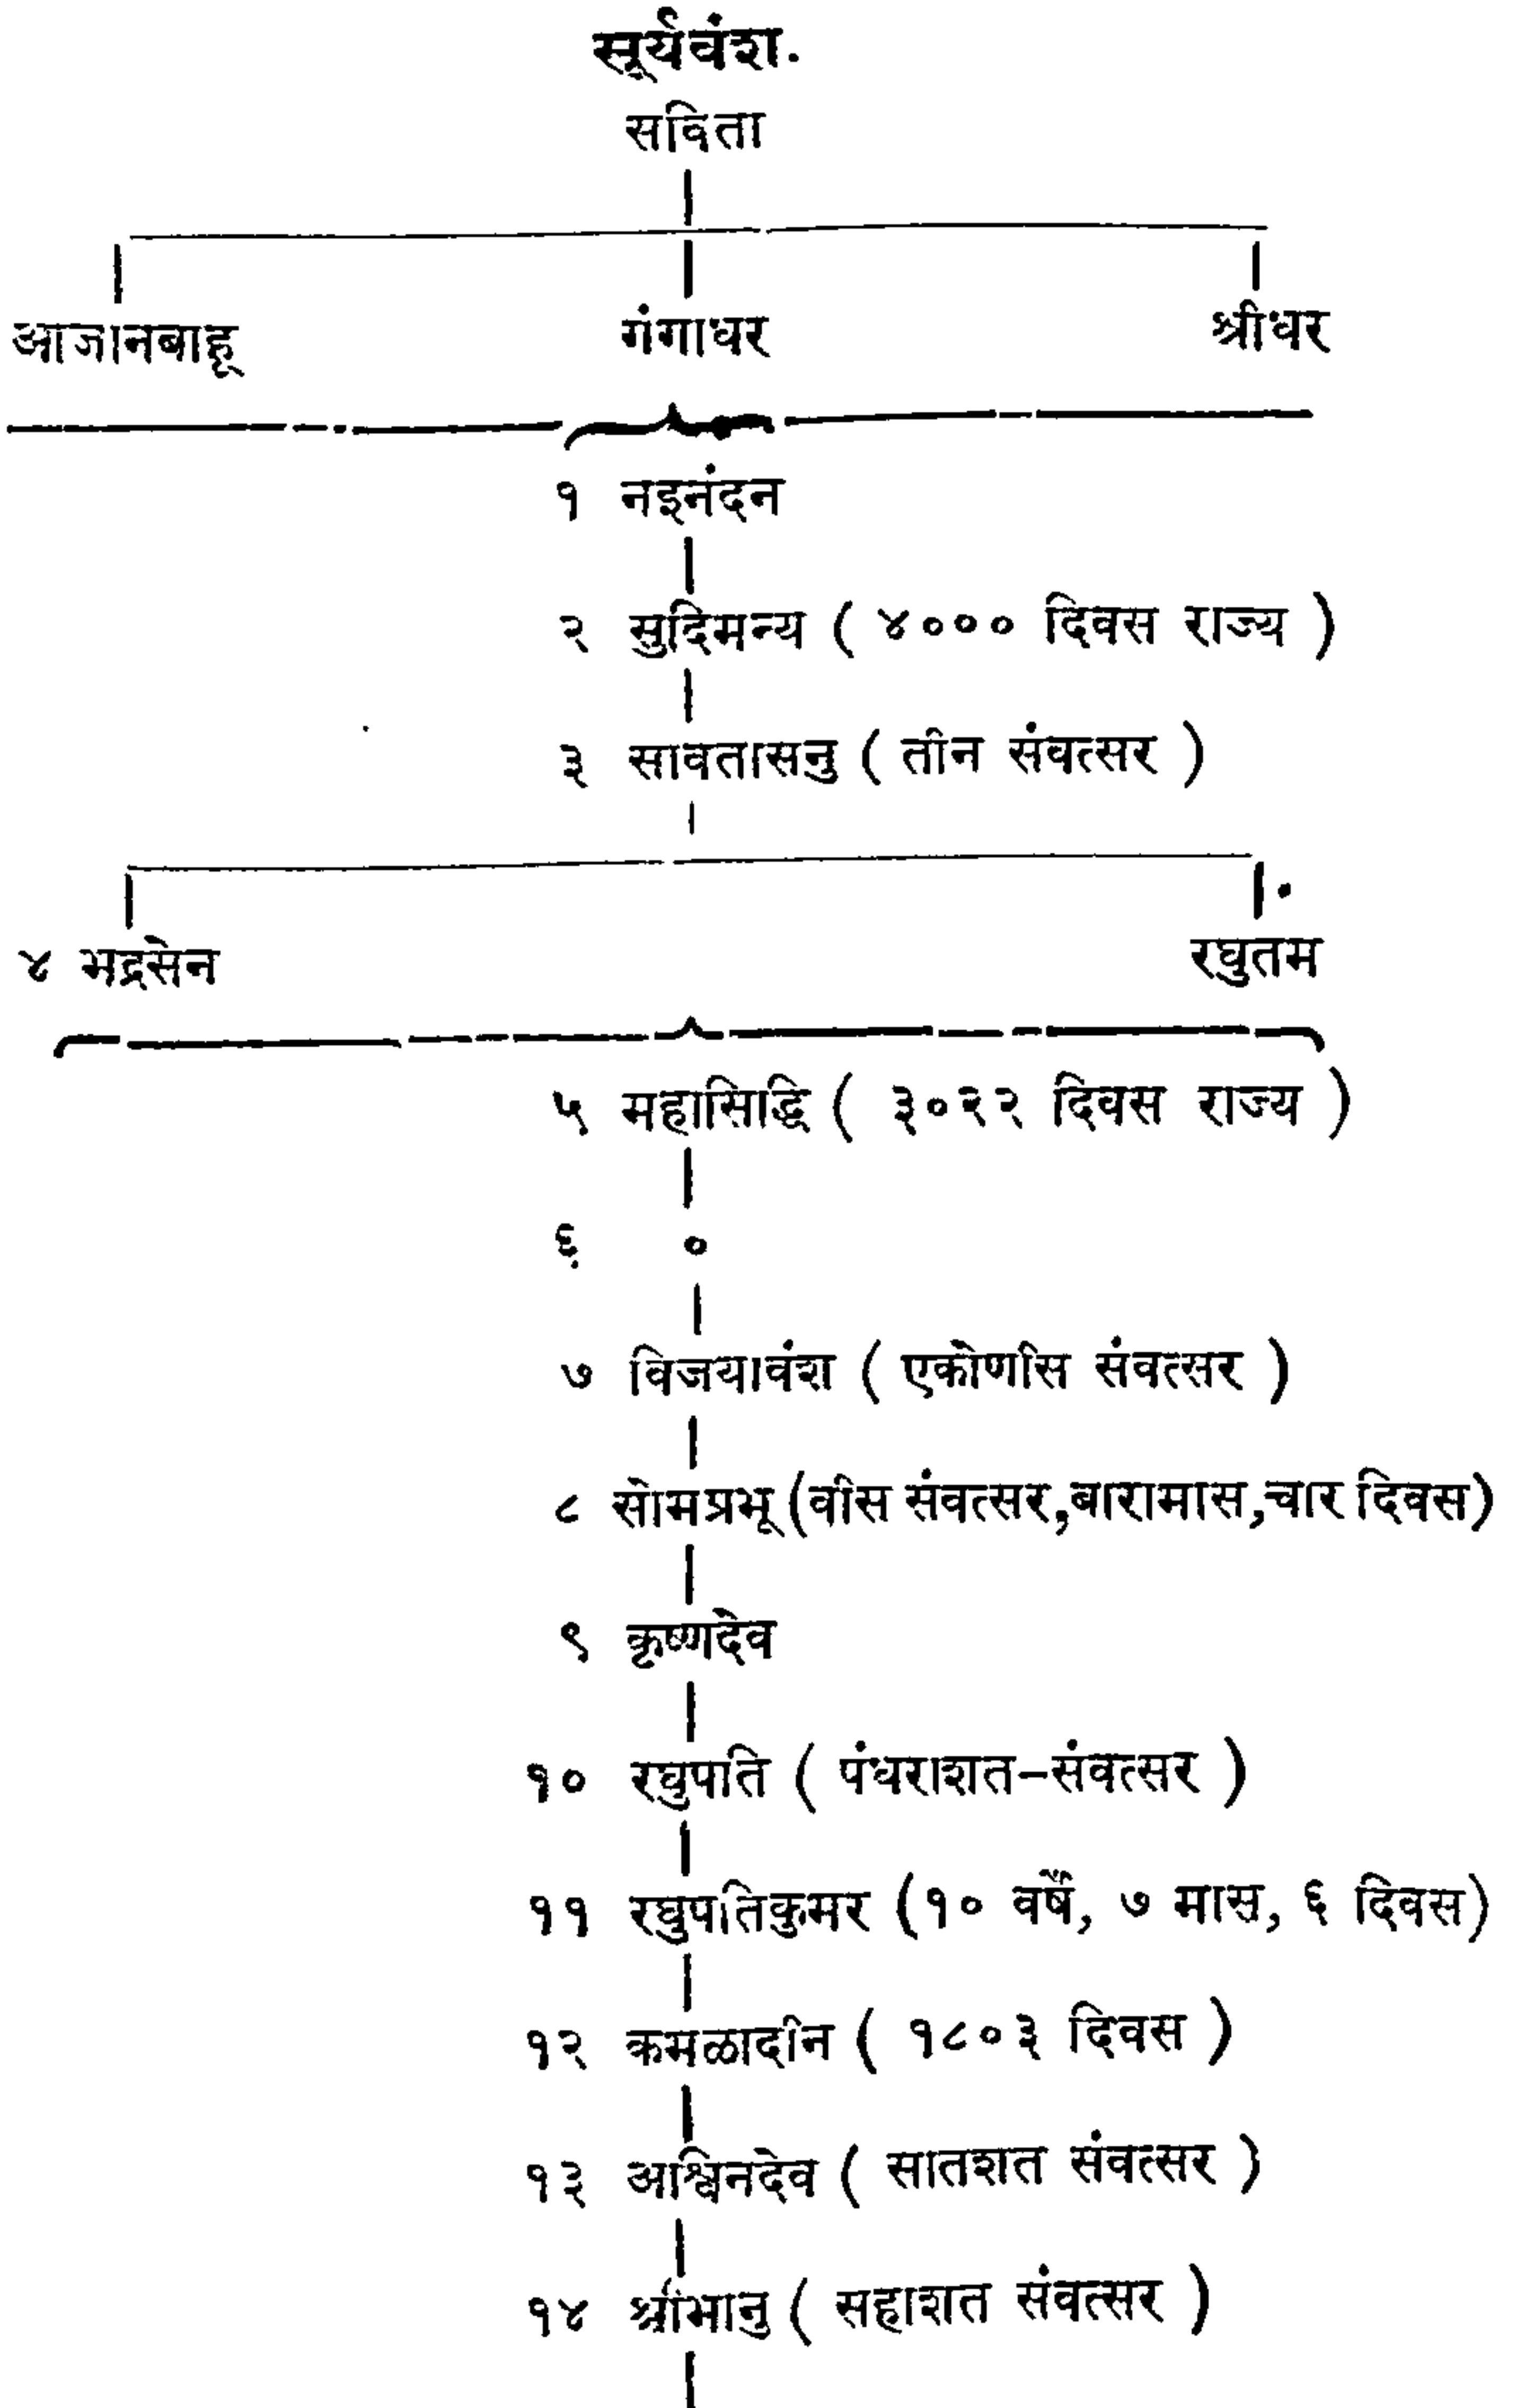 सूर्यवंश.
सविता
आजानबाहू गंगाधर श्रीधर
१ नइनंदन
२ सुदिमन्य ( ४००० दिवस राज्य )
३ सावतासनु ( तीन संवत्सर )
४ भद्रसेन रघुतम
५ महासिद्धि ( ३०२२ दिवस राज्य )
६ ०
७ विजयावंश ( एकोणीस संवत्सर )
८ सोमप्रभू (वीस संवत्सर,बारामास,चार दिवस)
९ कृष्णदेव
१० रघुपति ( पंधराशत-संवत्सर )
११ रघुपतिकुमर (१० वर्षें, ७ मास, ६ दिवस)
१२ कमळादीन ( १८०३ दिवस )
१३ अश्विनदेव ( सातशत संवत्सर )
१४ श्रीभानु ( सहाशत संवत्सर )